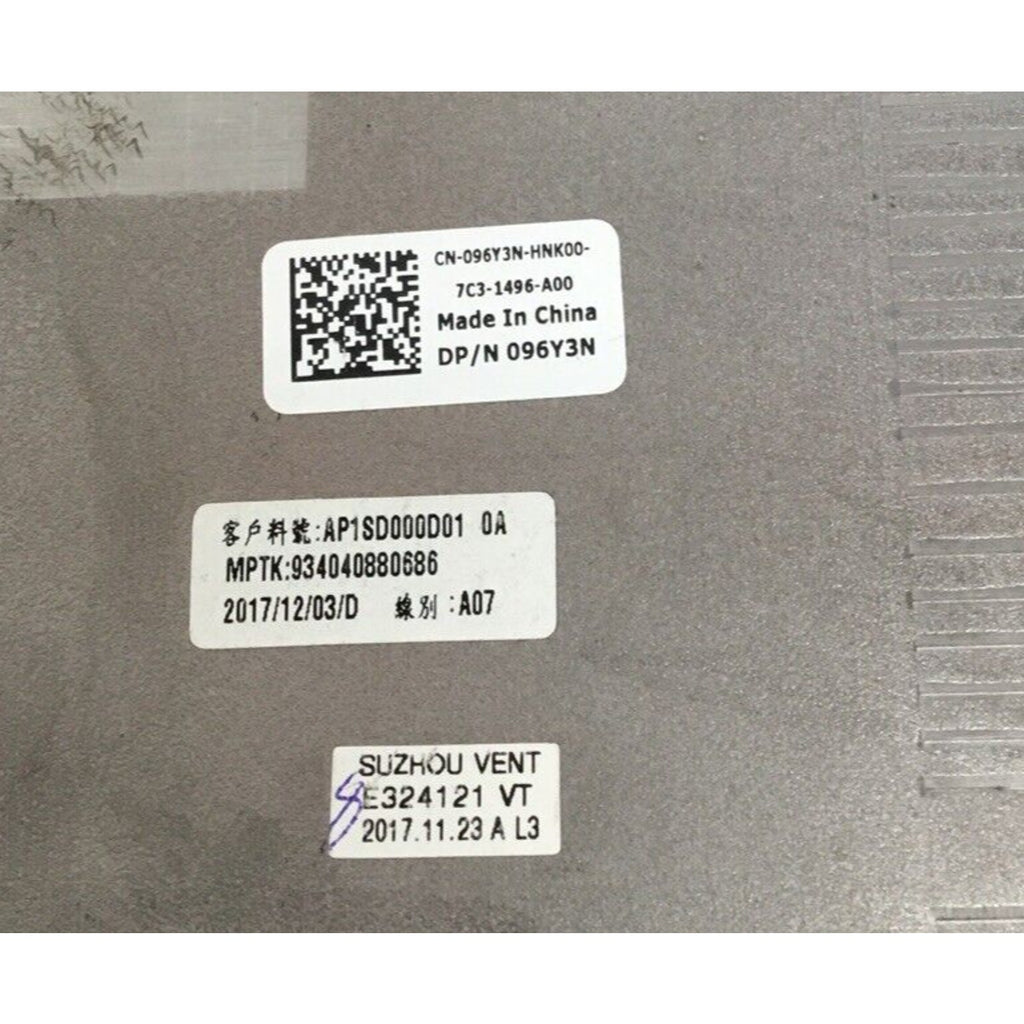 CN-096Y3N-HNK00-
7C3-1496-A00
Made In China
DP/N 096Y3N
客户料號:AP1SD000D01 0A
MPTK:934040880686
2017/12/03/D 線別:A07
SUZHOU VENT
E324121 VT
2017.11.23 A L3